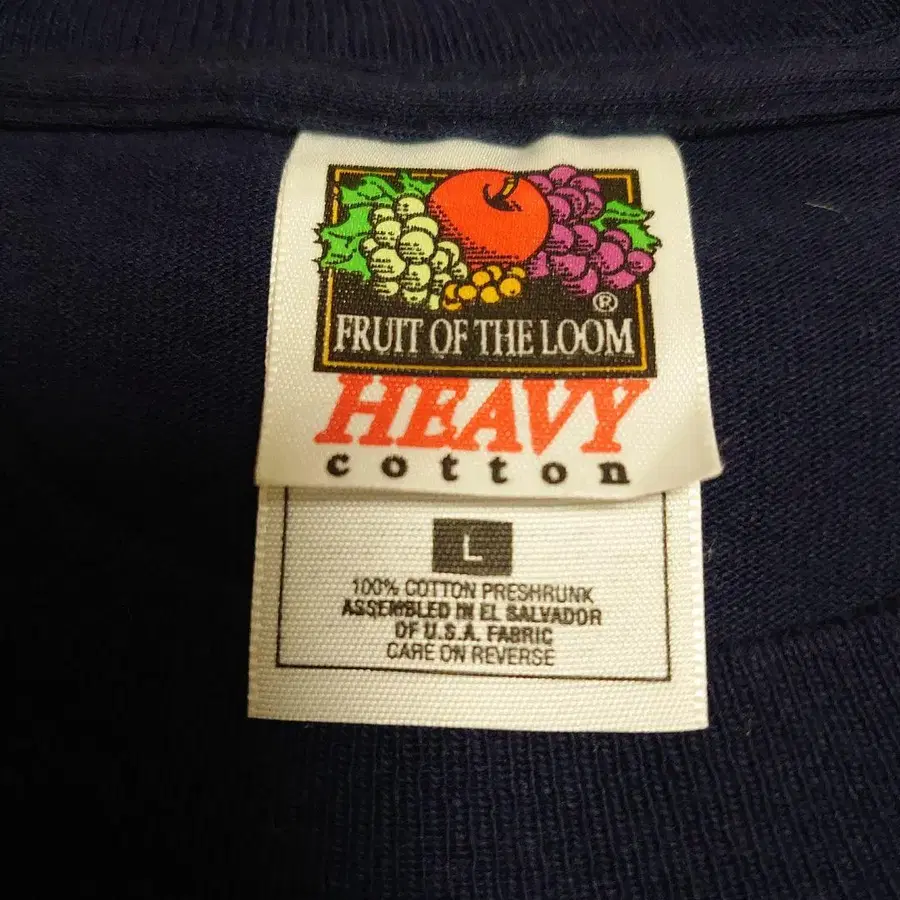 ®
FRUIT OF THE LOOM
HEAVY
cotton
L
100% COTTON PRESHRUNK
ASSEMBLED IN EL SALVADOR
OF U.S.A. FABRIC
CARE ON REVERSE